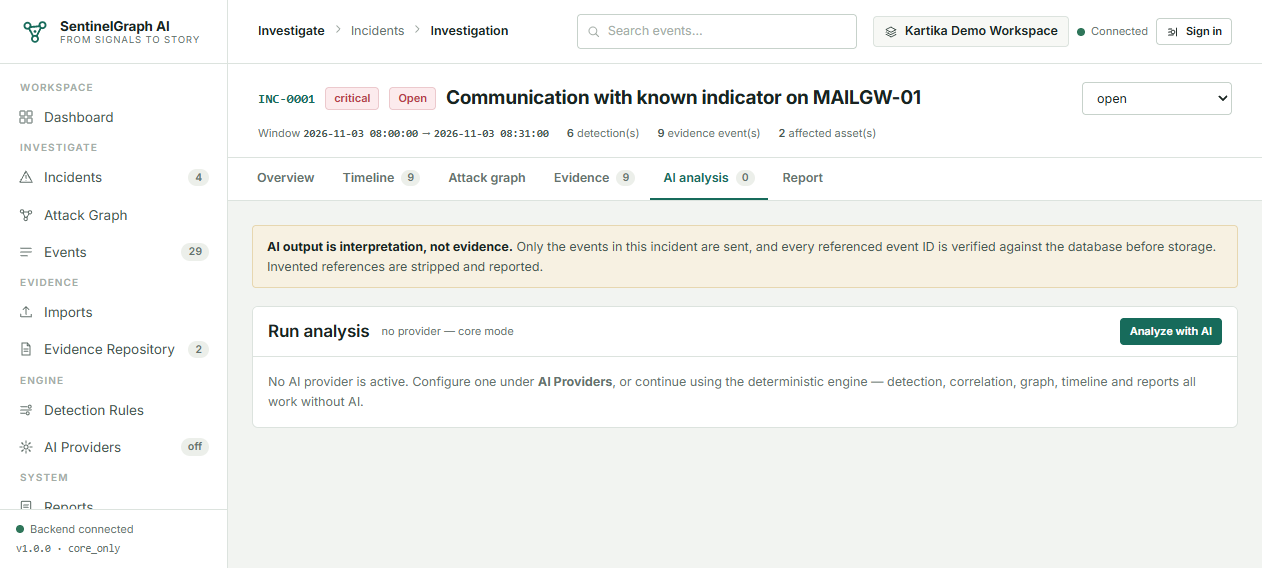 SentinelGraph AI
FROM SIGNALS TO STORY
Investigate > Incidents > Investigation
Search events...
Kartika Demo Workspace
Connected
Sign in
WORKSPACE
Dashboard
INVESTIGATE
Incidents 4
Attack Graph
Events 29
EVIDENCE
Imports
Evidence Repository 2
ENGINE
Detection Rules
AI Providers off
SYSTEM
Reports
Backend connected
v1.0.0 · core_only
INC-0001 critical Open Communication with known indicator on MAILGW-01
open
Window 2026-11-03 08:00:00 → 2026-11-03 08:31:00 6 detection(s) 9 evidence event(s) 2 affected asset(s)
Overview Timeline 9 Attack graph Evidence 9 AI analysis 0 Report
AI output is interpretation, not evidence. Only the events in this incident are sent, and every referenced event ID is verified against the database before storage.
Invented references are stripped and reported.
Run analysis no provider — core mode
Analyze with AI
No AI provider is active. Configure one under AI Providers, or continue using the deterministic engine — detection, correlation, graph, timeline and reports all
work without AI.